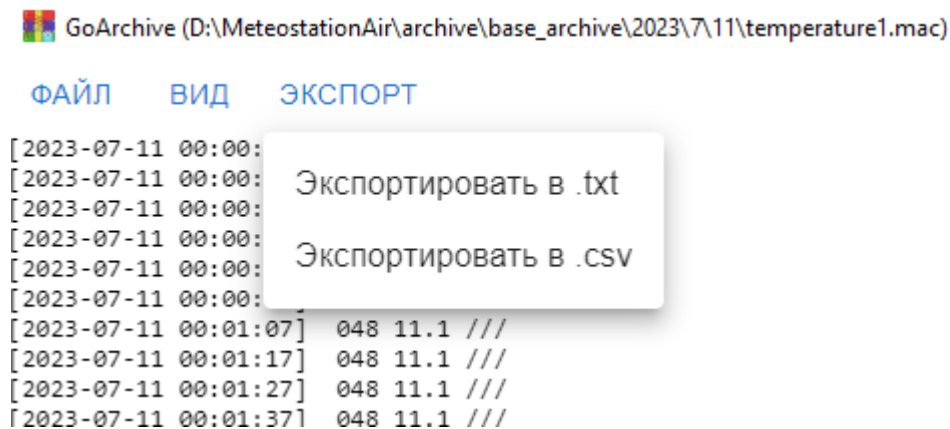 GoArchive (D:\MeteostationAir\archive\base_archive\2023\7\11\temperature1.mac)
ФАЙЛ ВИД ЭКСПОРТ
[2023-07-11 00:00:
[2023-07-11 00:00:
Экспортировать в .txt
[2023-07-11 00:00:
[2023-07-11 00:00:
Экспортировать в .csv
[2023-07-11 00:00:
[2023-07-11 00:00:
[2023-07-11 00:01:07] 048 11.1 ///
[2023-07-11 00:01:17] 048 11.1 ///
[2023-07-11 00:01:27] 048 11.1 ///
[2023-07-11 00:01:37] 048 11.1 ///